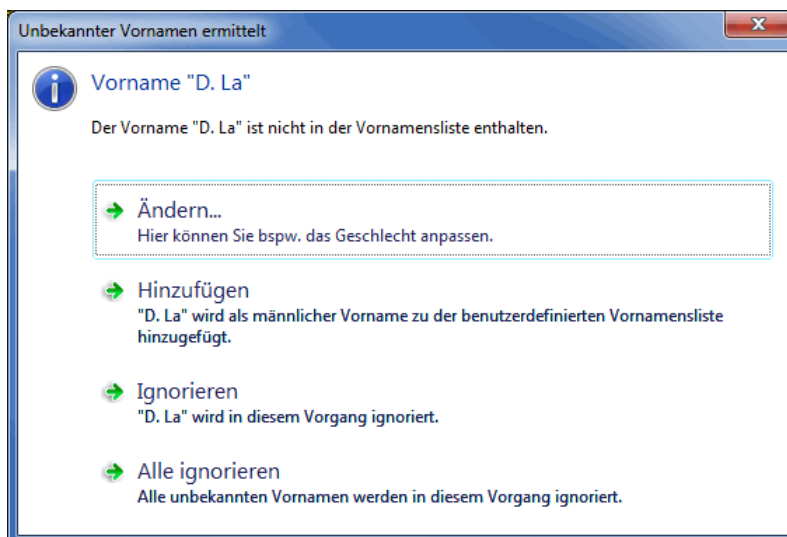 Unbekannter Vornamen ermittelt
Vorname "D. La"
Der Vorname "D. La" ist nicht in der Vornamensliste enthalten.
Ändern...
Hier können Sie bspw. das Geschlecht anpassen.
Hinzufügen
"D. La" wird als männlicher Vorname zu der benutzerdefinierten Vornamensliste
hinzugefügt.
Ignorieren
"D. La" wird in diesem Vorgang ignoriert.
Alle ignorieren
Alle unbekannten Vornamen werden in diesem Vorgang ignoriert.